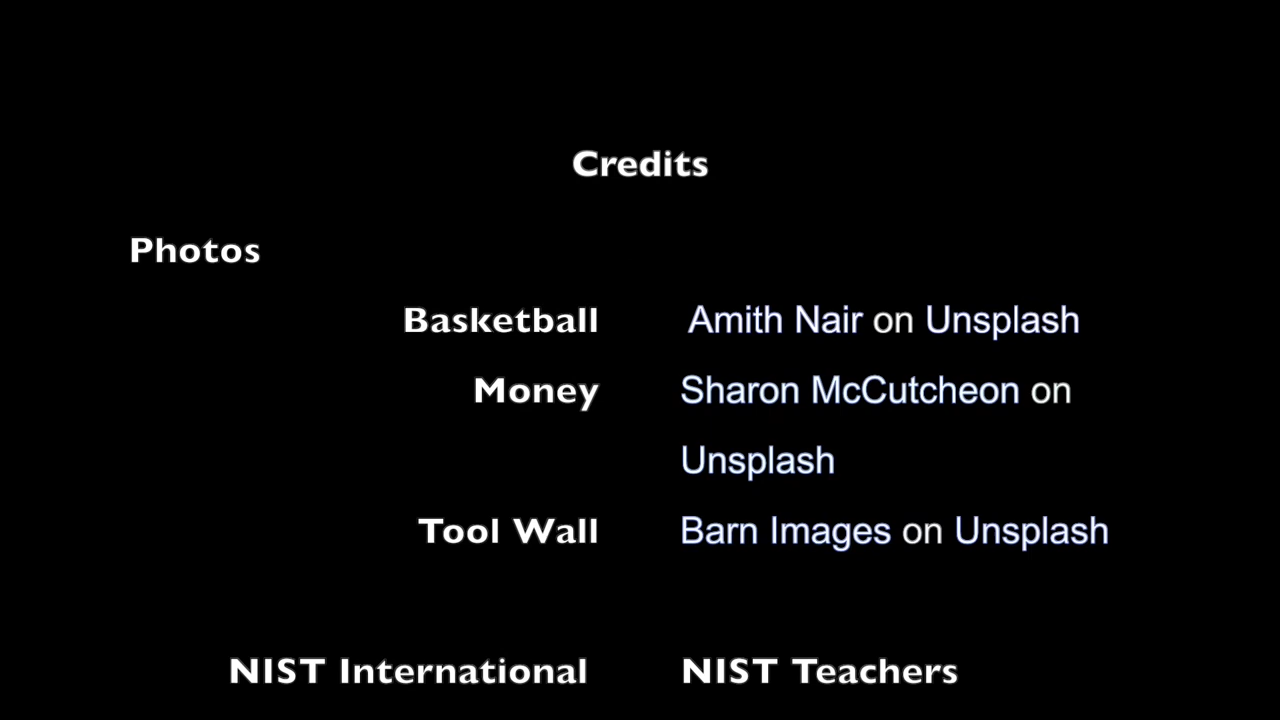 Credits
Photos
Basketball Amith Nair on Unsplash
Money Sharon McCutcheon on
Unsplash
Tool Wall Barn Images on Unsplash
NIST International NIST Teachers